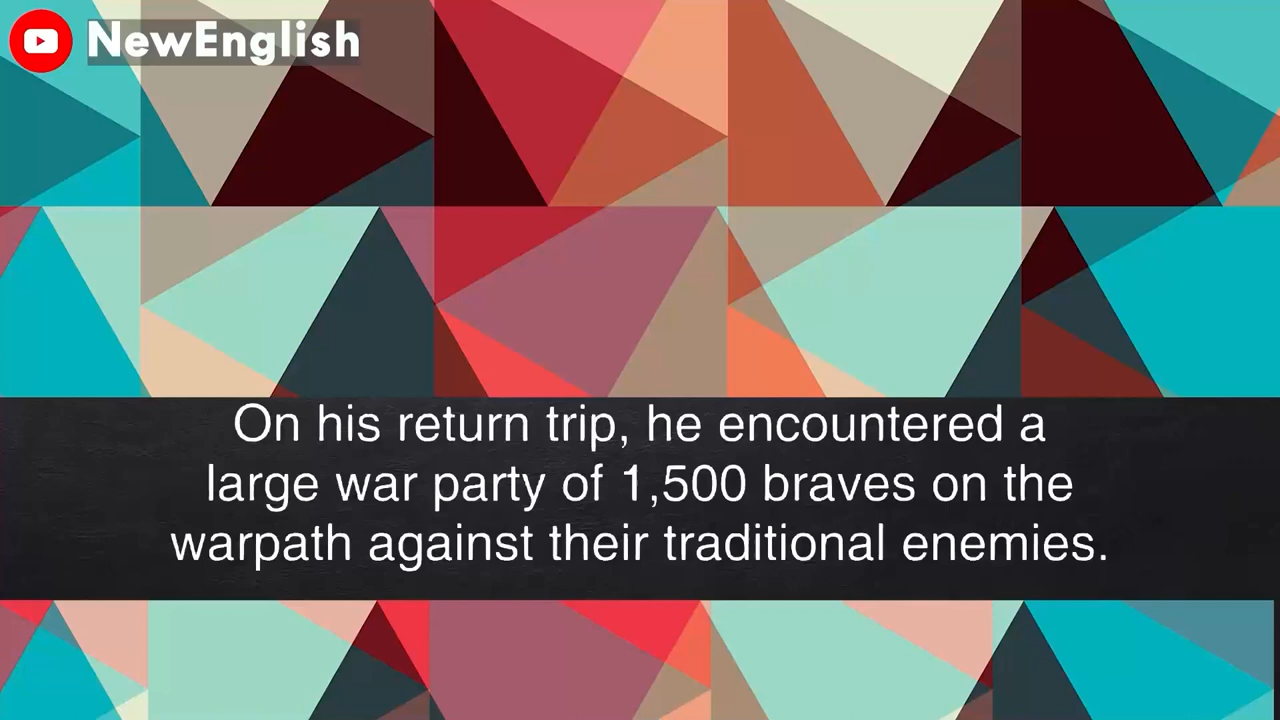 NewEnglish
On his return trip, he encountered a
large war party of 1,500 braves on the
warpath against their traditional enemies.